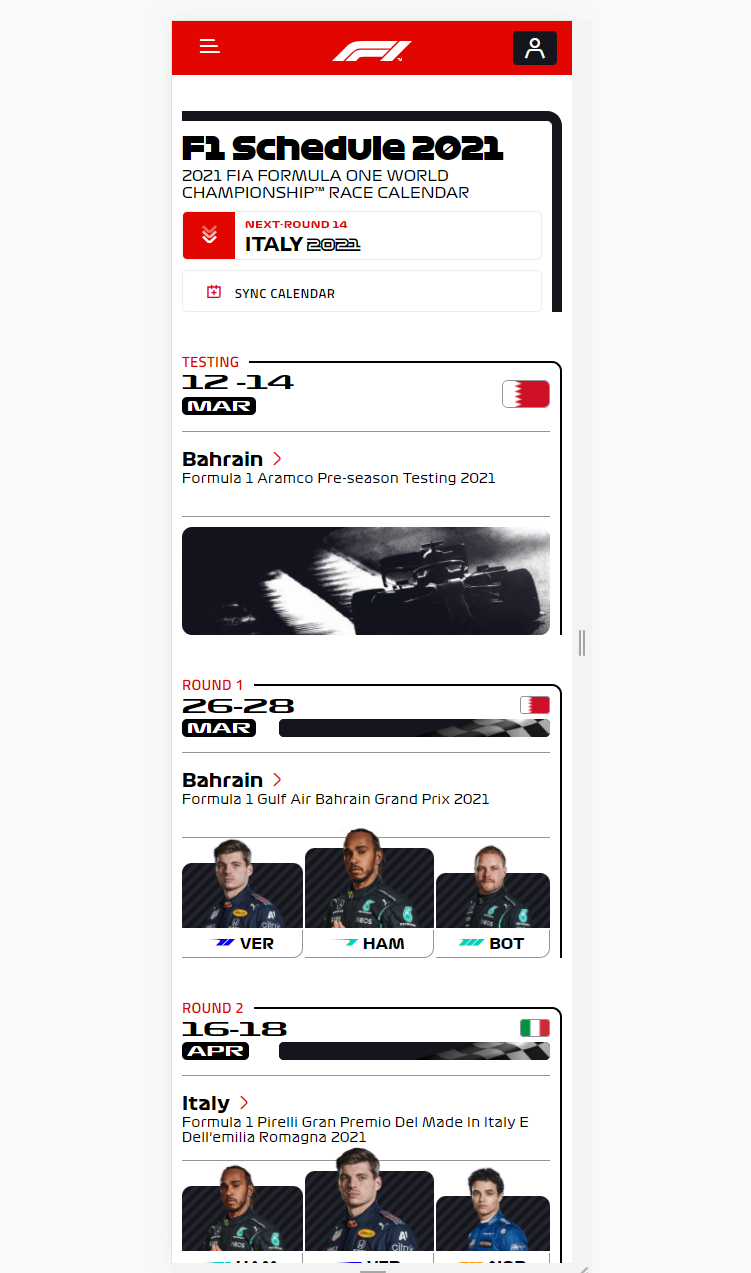 F1
F1 Schedule 2021
2021 FIA FORMULA ONE WORLD
CHAMPIONSHIP™ RACE CALENDAR
NEXT-ROUND 14
ITALY 2021
SYNC CALENDAR
TESTING
12 -14
MAR
Bahrain
Formula 1 Aramco Pre-season Testing 2021
ROUND 1
26-28
MAR
Bahrain
Formula 1 Gulf Air Bahrain Grand Prix 2021
VER
HAM
BOT
ROUND 2
16-18
APR
Italy
Formula 1 Pirelli Gran Premio Del Made In Italy E
Dell'emilia Romagna 2021
HAM
VER
NOR